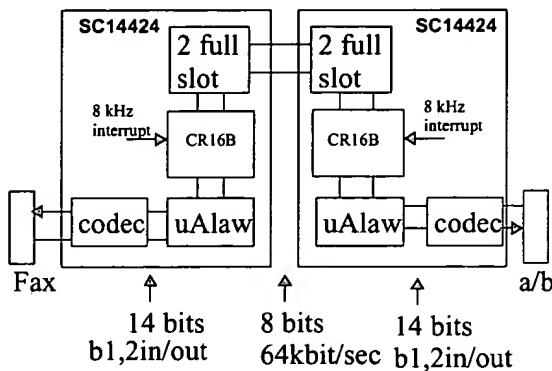 SC14424
SC14424
2 full
slot
2 full
slot
8 kHz
interrupt
CR16B
CR16B
8 kHz
interrupt
codec
uAlaw
uAlaw
codec
Fax
a/b
14 bits
b1,2in/out
8 bits
64kbit/sec
14 bits
b1,2in/out